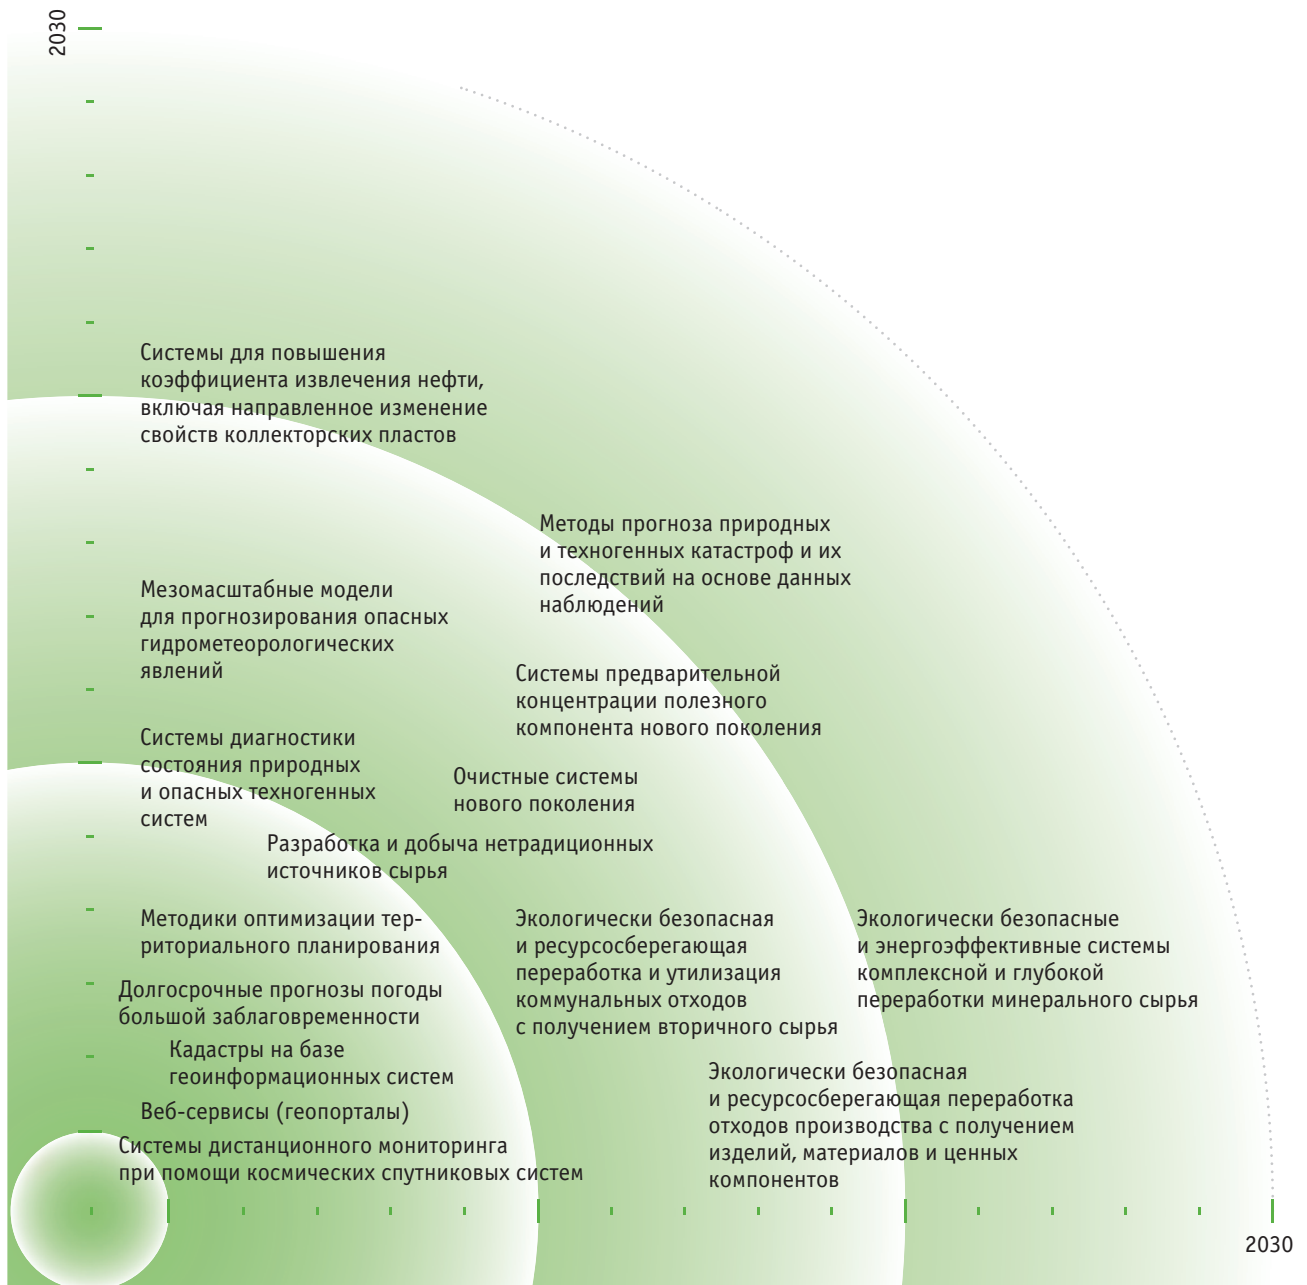 2030
Системы для повышения
коэффициента извлечения нефти,
включая направленное изменение
свойств коллекторских пластов
Методы прогноза природных
и техногенных катастроф и их
последствий на основе данных
наблюдений
Мезомасштабные модели
для прогнозирования опасных
гидрометеорологических
явлений
Системы предварительной
концентрации полезного
компонента нового поколения
Системы диагностики
состояния природных
и опасных техногенных
систем
Очистные системы
нового поколения
Разработка и добыча нетрадиционных
источников сырья
Методики оптимизации тер-
риториального планирования
Экологически безопасная
и ресурсосберегающая
переработка и утилизация
коммунальных отходов
с получением вторичного сырья
Экологически безопасные
и энергоэффективные системы
комплексной и глубокой
переработки минерального сырья
Долгосрочные прогнозы погоды
большой заблаговременности
Кадастры на базе
геоинформационных систем
Веб-сервисы (геопорталы)
Системы дистанционного мониторинга
при помощи космических спутниковых систем
Экологически безопасная
и ресурсосберегающая переработка
отходов производства с получением
изделий, материалов и ценных
компонентов
2030